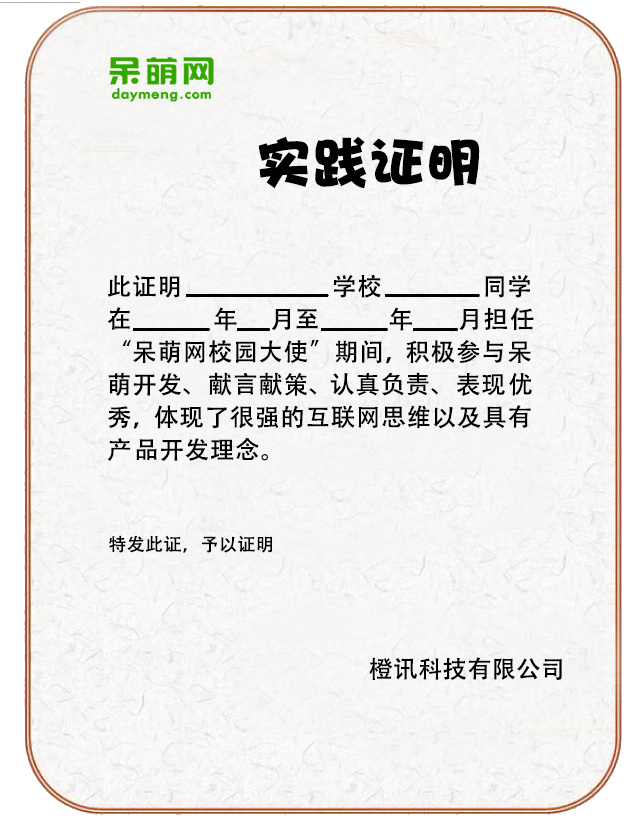 呆萌网
daymeng.com
实践证明
此证明____________学校________同学
在______年___月至______年____月担任
“呆萌网校园大使”期间，积极参与呆
萌开发、献言献策、认真负责、表现优
秀，体现了很强的互联网思维以及具有
产品开发理念。
特发此证，予以证明
橙讯科技有限公司